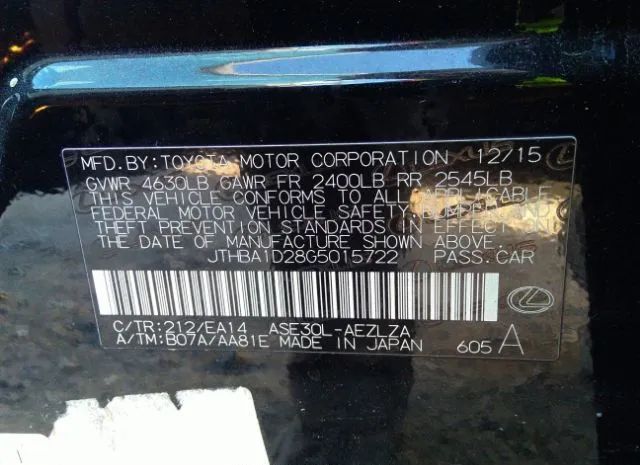 MFD.BY:TOYOTA MOTOR CORPORATION 12/15
GVWR 4630LB GAWR FR 2400LB RR 2545LB
THIS VEHICLE CONFORMS TO ALL APPLICABLE
FEDERAL MOTOR VEHICLE SAFETY, BUMPER, AND
THEFT PREVENTION STANDARDS IN EFFECT ON
THE DATE OF MANUFACTURE SHOWN ABOVE.
JTHBA1D28G5015722 PASS.CAR
C/TR:212/EA14 ASE30L-AEZLZA
A/TM:B07A/AA81E MADE IN JAPAN 605 A